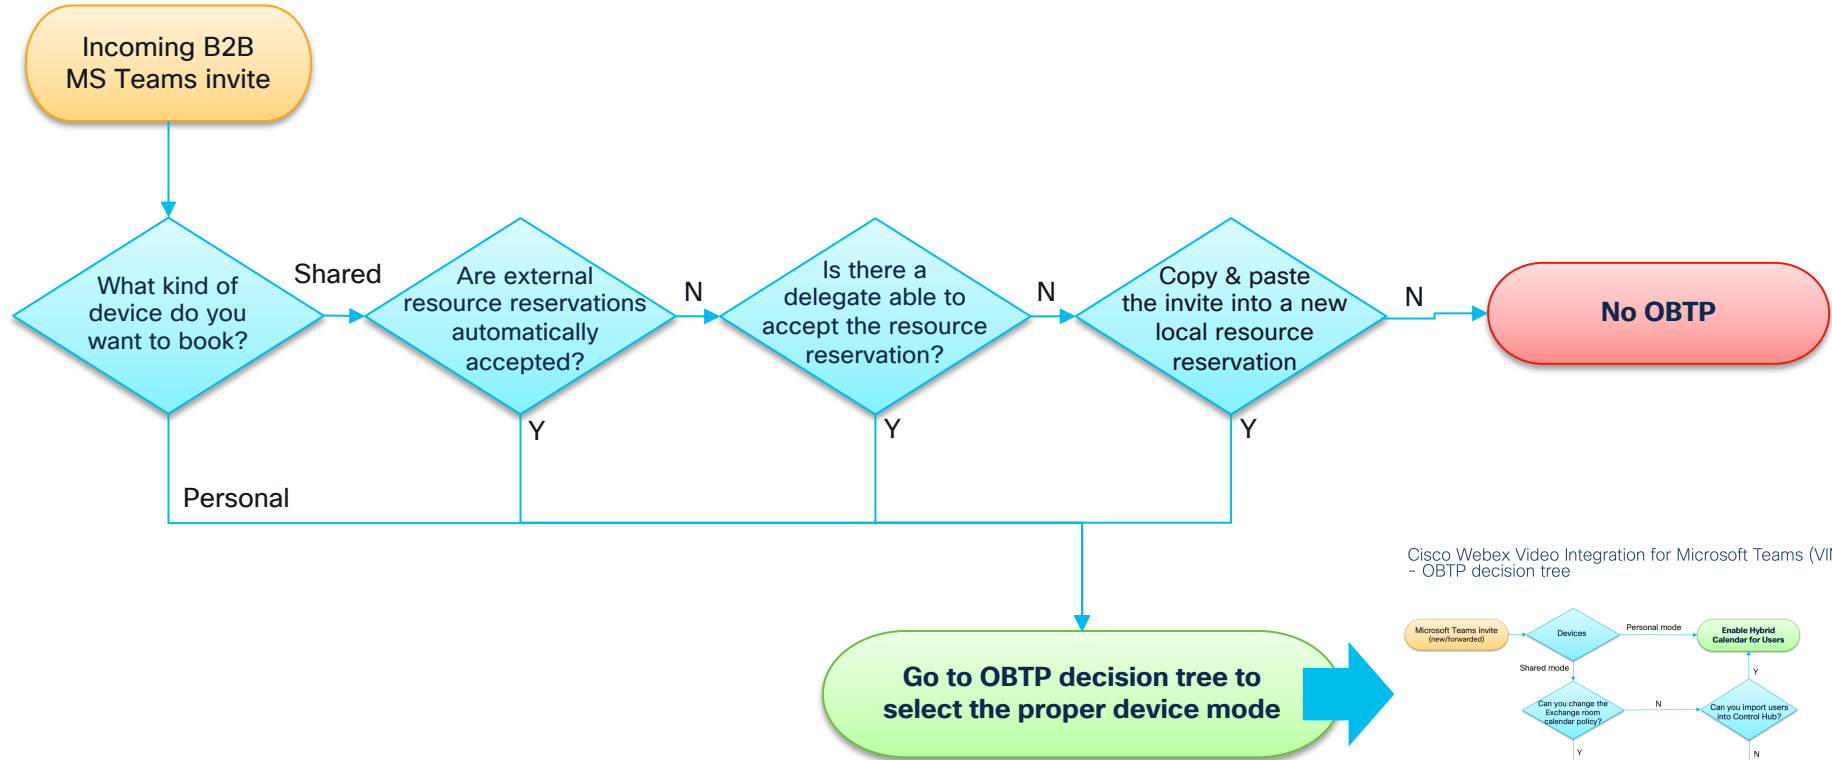 Incoming B2B
MS Teams invite
What kind of
device do you
want to book?
Shared
Are external
resource reservations
automatically
accepted?
N
Is there a
delegate able to
accept the resource
reservation?
N
Copy & paste
the invite into a new
local resource
reservation
N
No OBTP
Y
Y
Y
Personal
Go to OBTP decision tree to
select the proper device mode
Cisco Webex Video Integration for Microsoft Teams
- OBTP decision tree
Microsoft Teams invite
(new/forwarded)
Devices
Personal mode
Enable Hybrid
Calendar for Users
Shared mode
Y
Can you change the
Exchange room
calendar policy?
N
Can you import users
into Control Hub?
Y
N